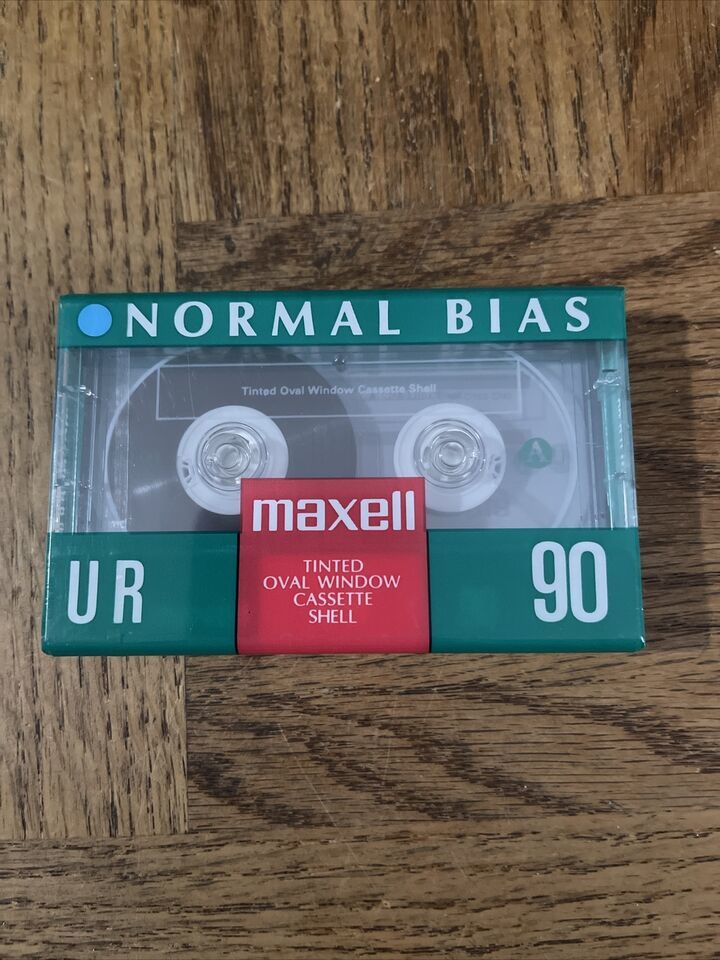 NORMAL BIAS
Tinted Oval Window Cassette Shell
A
maxell
TINTED
OVAL WINDOW
CASSETTE
SHELL
UR
90